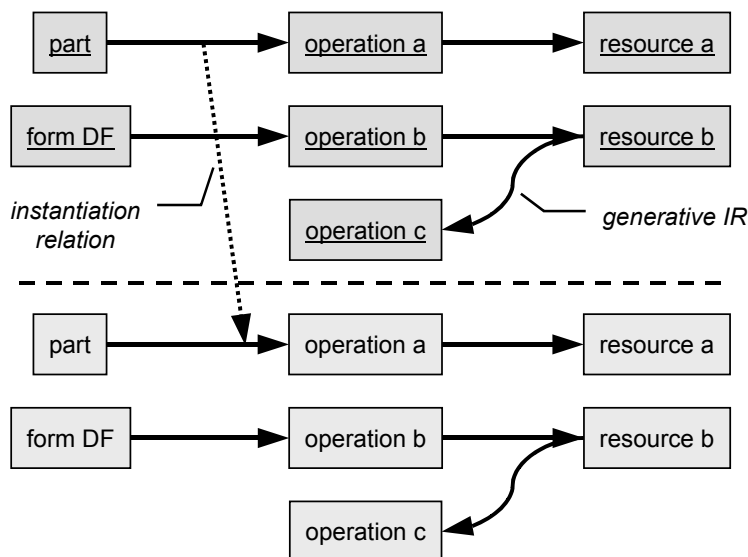 part
operation a
resource a
form DF
operation b
resource b
instantiation
relation
operation c
generative IR
part
operation a
resource a
form DF
operation b
resource b
operation c